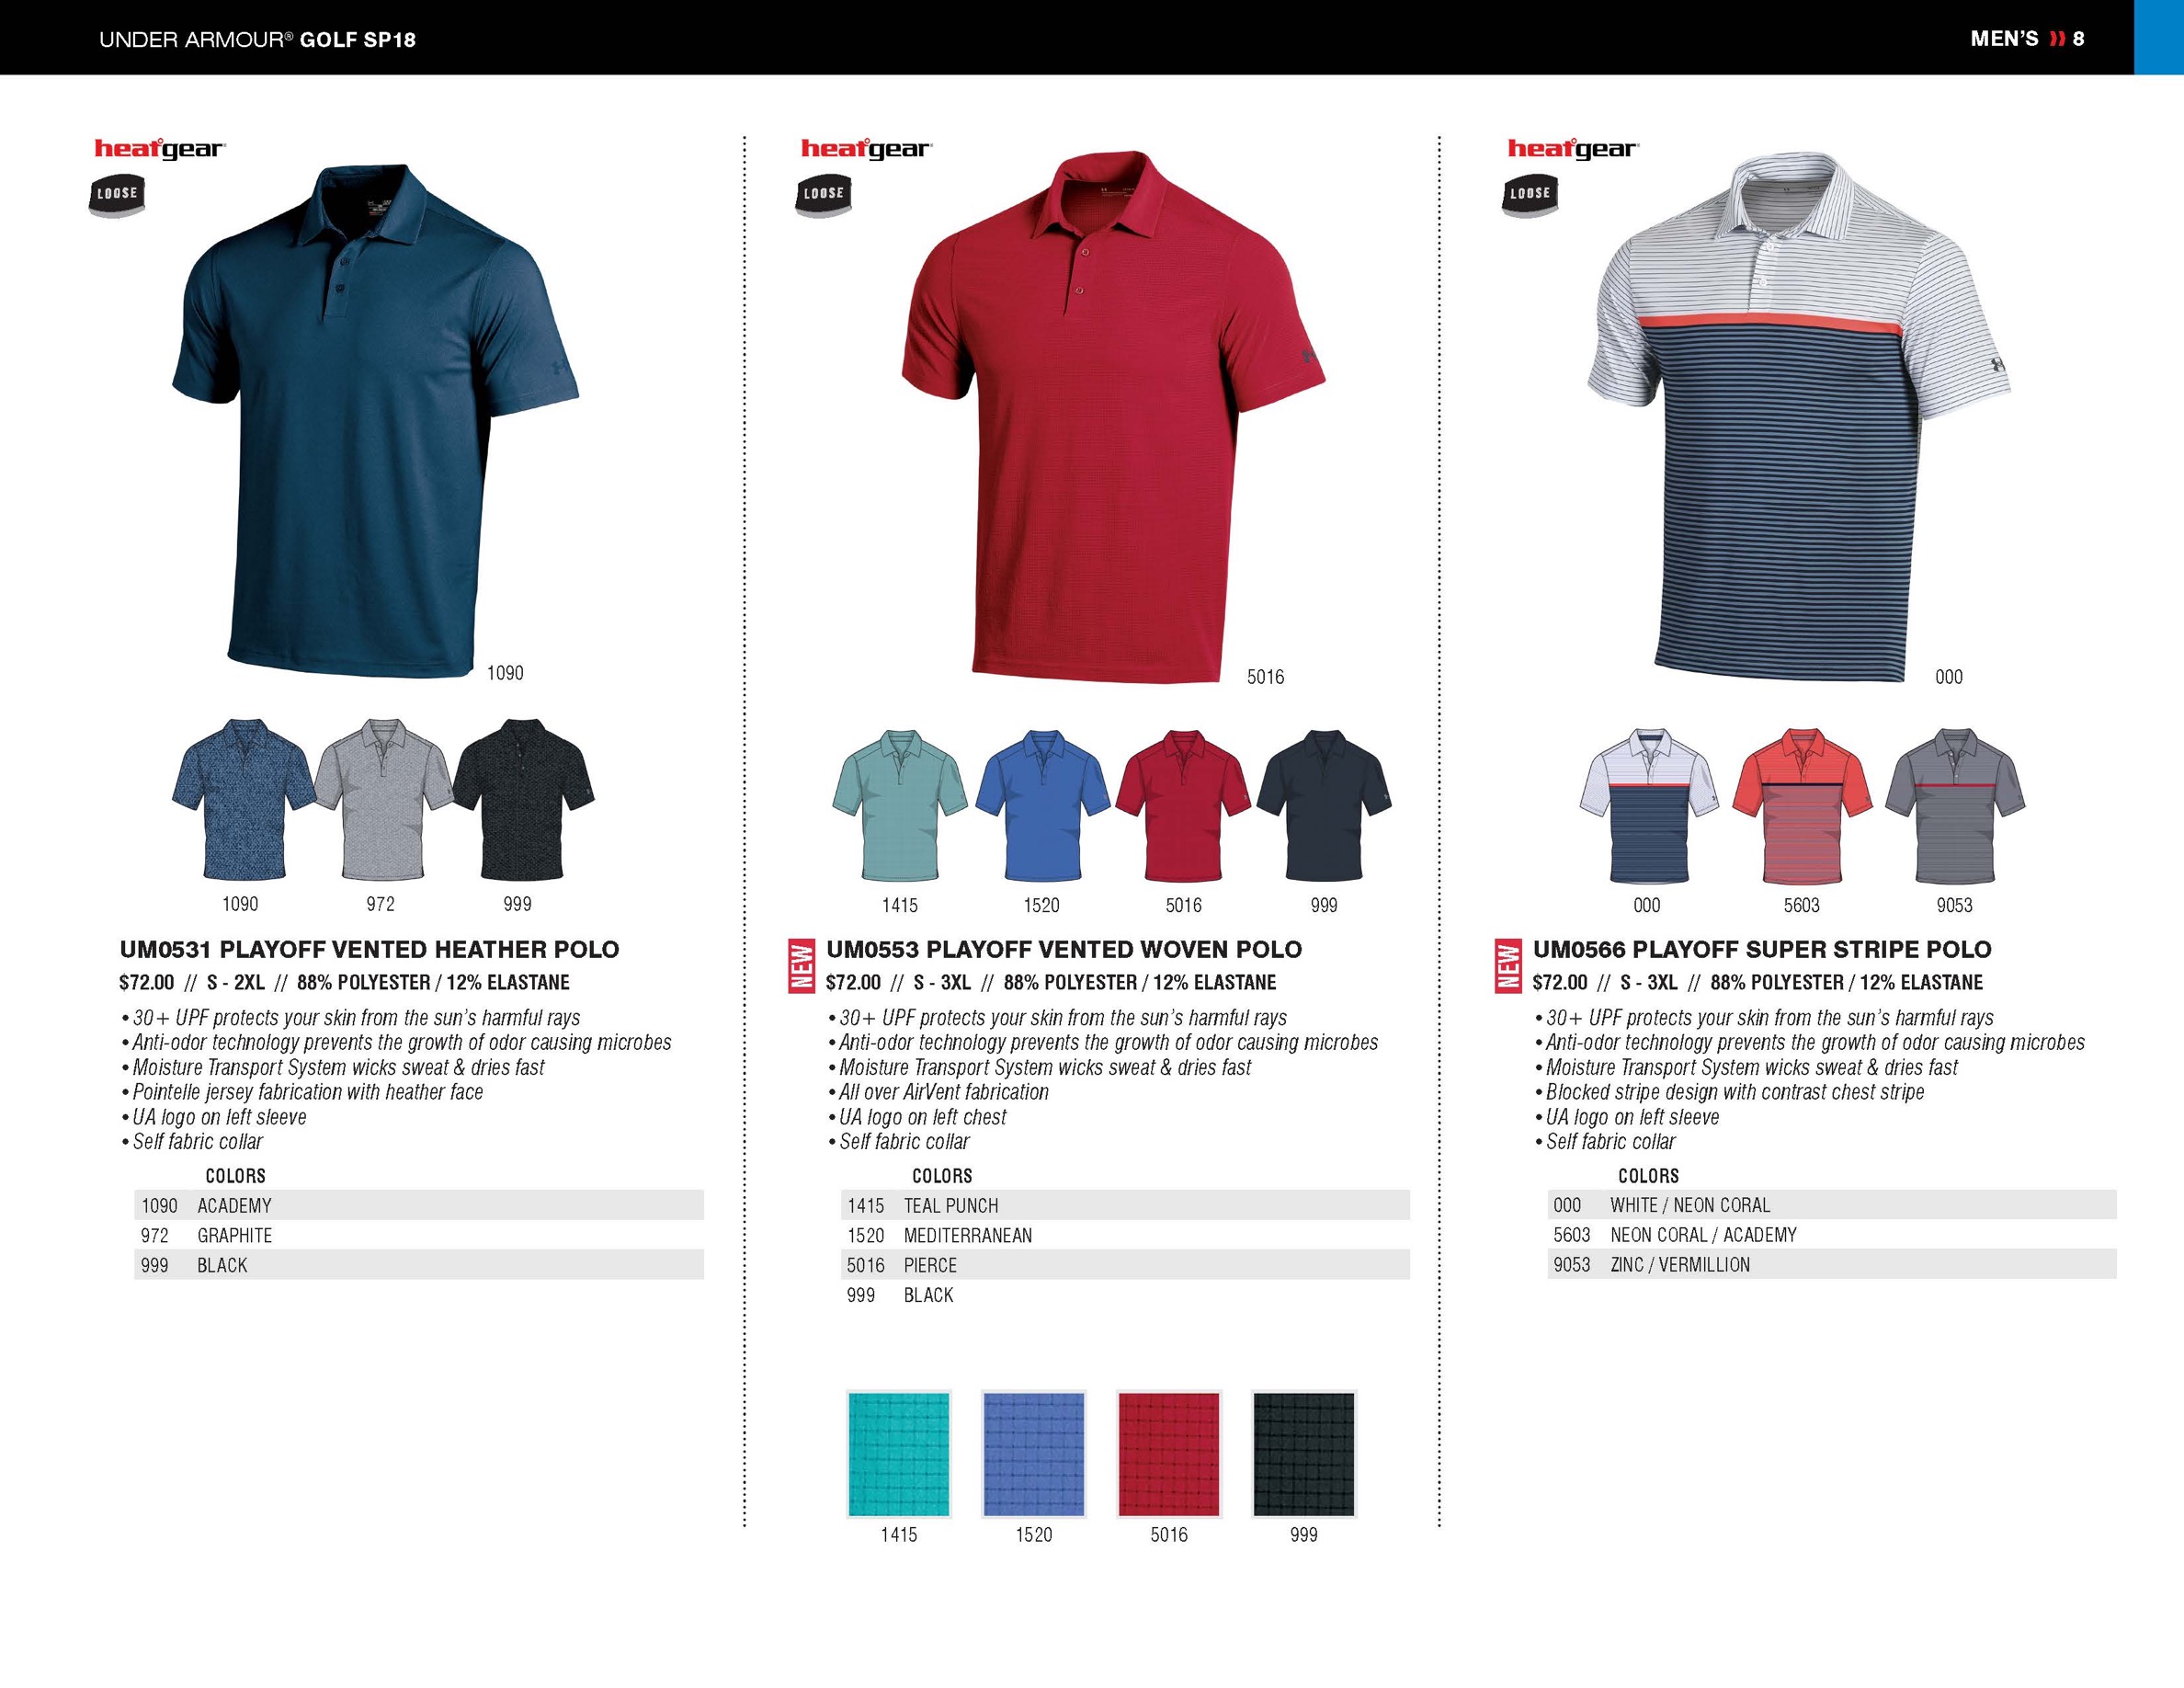 UNDER ARMOUR® GOLF SP18
MEN'S 8
heatgear
LOOSE
1090
1090 972 999
UM0531 PLAYOFF VENTED HEATHER POLO
$72.00 // S - 2XL // 88% POLYESTER / 12% ELASTANE
• 30+ UPF protects your skin from the sun's harmful rays
• Anti-odor technology prevents the growth of odor causing microbes
• Moisture Transport System wicks sweat & dries fast
• Pointelle jersey fabrication with heather face
• UA logo on left sleeve
• Self fabric collar
COLORS
1090 ACADEMY
972 GRAPHITE
999 BLACK
heatgear
LOOSE
5016
1415 1520 5016 999
NEW
UM0553 PLAYOFF VENTED WOVEN POLO
$72.00 // S - 3XL // 88% POLYESTER / 12% ELASTANE
• 30+ UPF protects your skin from the sun's harmful rays
• Anti-odor technology prevents the growth of odor causing microbes
• Moisture Transport System wicks sweat & dries fast
• All over AirVent fabrication
• UA logo on left chest
• Self fabric collar
COLORS
1415 TEAL PUNCH
1520 MEDITERRANEAN
5016 PIERCE
999 BLACK
1415 1520 5016 999
heatgear
LOOSE
000
000 5603 9053
NEW
UM0566 PLAYOFF SUPER STRIPE POLO
$72.00 // S - 3XL // 88% POLYESTER / 12% ELASTANE
• 30+ UPF protects your skin from the sun's harmful rays
• Anti-odor technology prevents the growth of odor causing microbes
• Moisture Transport System wicks sweat & dries fast
• Blocked stripe design with contrast chest stripe
• UA logo on left sleeve
• Self fabric collar
COLORS
000 WHITE / NEON CORAL
5603 NEON CORAL / ACADEMY
9053 ZINC / VERMILLION